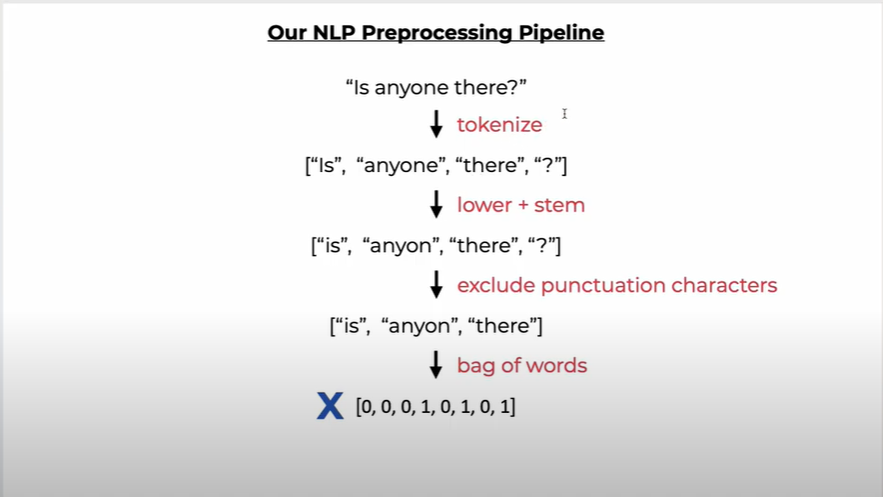 Our NLP Preprocessing Pipeline
“Is anyone there?”
tokenize
[“Is”, “anyone”, “there”, “?”]
lower + stem
[“is”, “anyon”, “there”, “?”]
exclude punctuation characters
[“is”, “anyon”, “there”]
bag of words
X [0, 0, 0, 1, 0, 1, 0, 1]